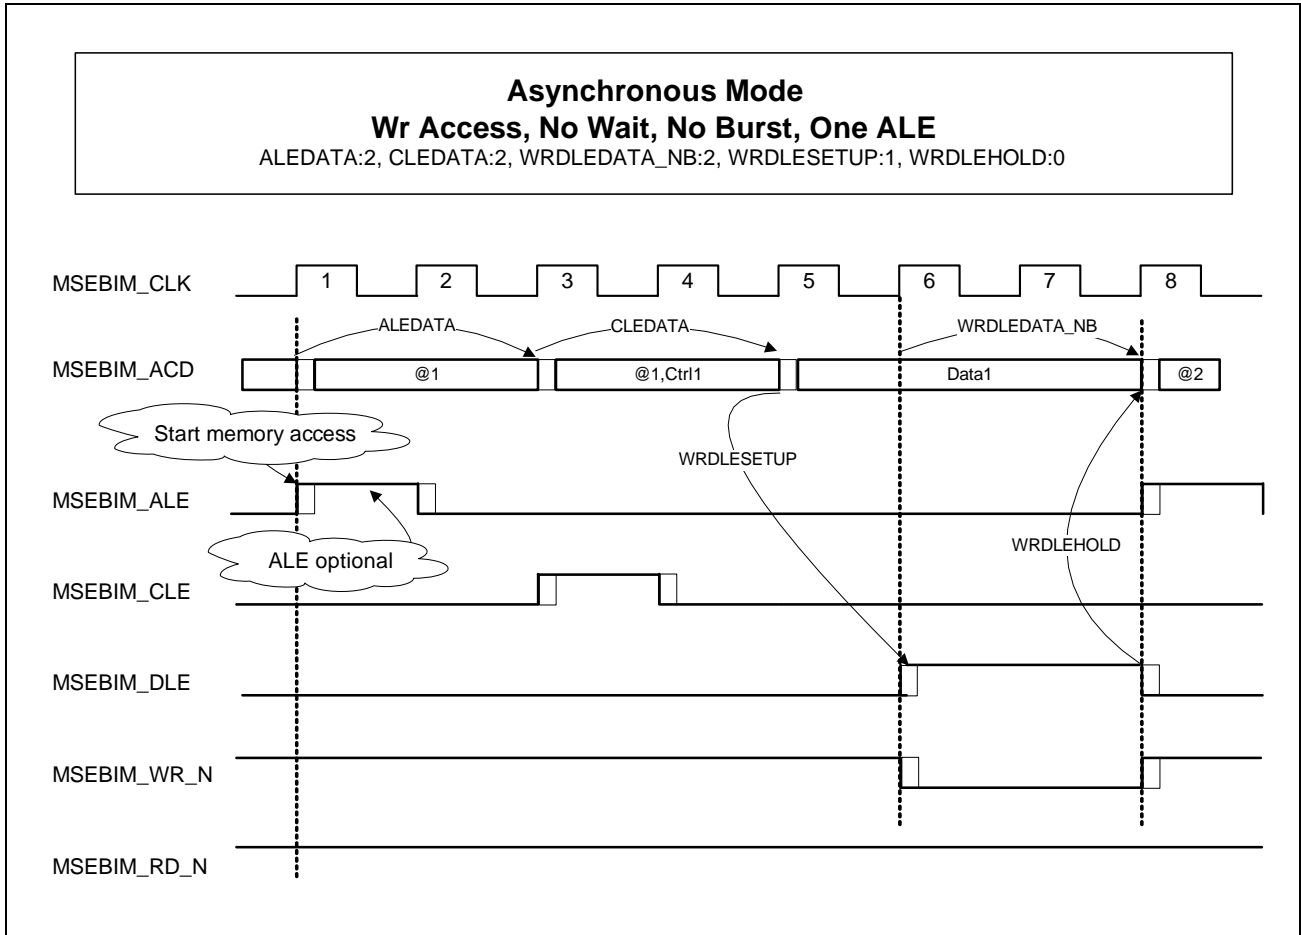 Asynchronous Mode
Wr Access, No Wait, No Burst, One ALE
ALEDATA:2, CLEDATA:2, WRDLEDATA_NB:2, WRDLESETUP:1, WRDLEHOLD:0
MSEBIM_CLK 1 2 3 4 5 6 7 8
ALEDATA CLEDATA WRDLEDATA_NB
MSEBIM_ACD @1 @1,Ctrl1 Data1 @2
Start memory access
WRDLESETUP
MSEBIM_ALE
WRDLEHOLD
ALE optional
MSEBIM_CLE
MSEBIM_DLE
MSEBIM_WR_N
MSEBIM_RD_N